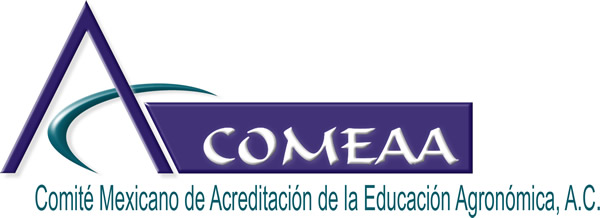 COMEAA
Comité Mexicano de Acreditación de la Educación Agronómica, A.C.